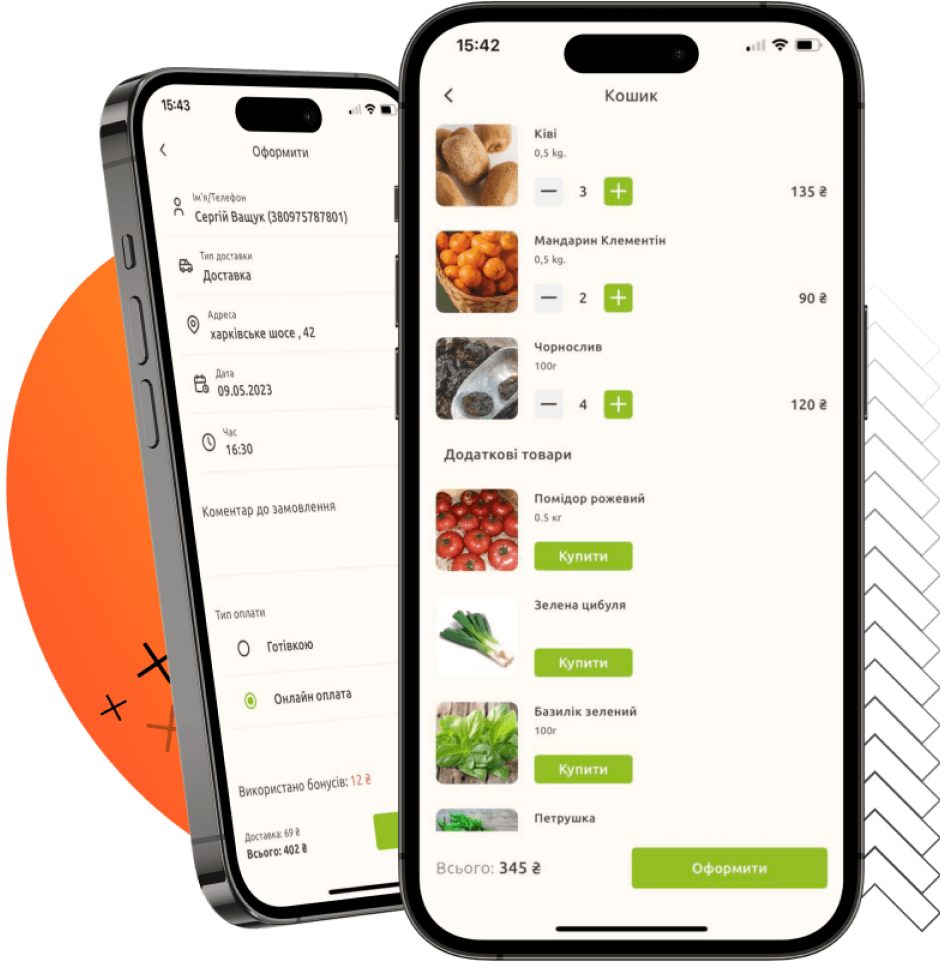 15:43
Оформити
Ім'я/Телефон
Сергій Ващук (380975787801)
Тип доставки
Доставка
Адреса
харківське шосе , 42
Дата
09.05.2023
Час
16:30
Коментар до замовлення
Тип оплати
Готівкою
Онлайн оплата
Використано бонусів: 12 ₴
Доставка: 69 ₴
Всього: 402 ₴
15:42
Кошик
Ківі
0,5 kg.
3
135 ₴
Мандарин Клементін
0,5 kg.
2
90 ₴
Чорнослив
100г
4
120 ₴
Додаткові товари
Помідор рожевий
0.5 кг
Купити
Зелена цибуля
Купити
Базилік зелений
100г
Купити
Петрушка
Всього: 345 ₴
Оформити